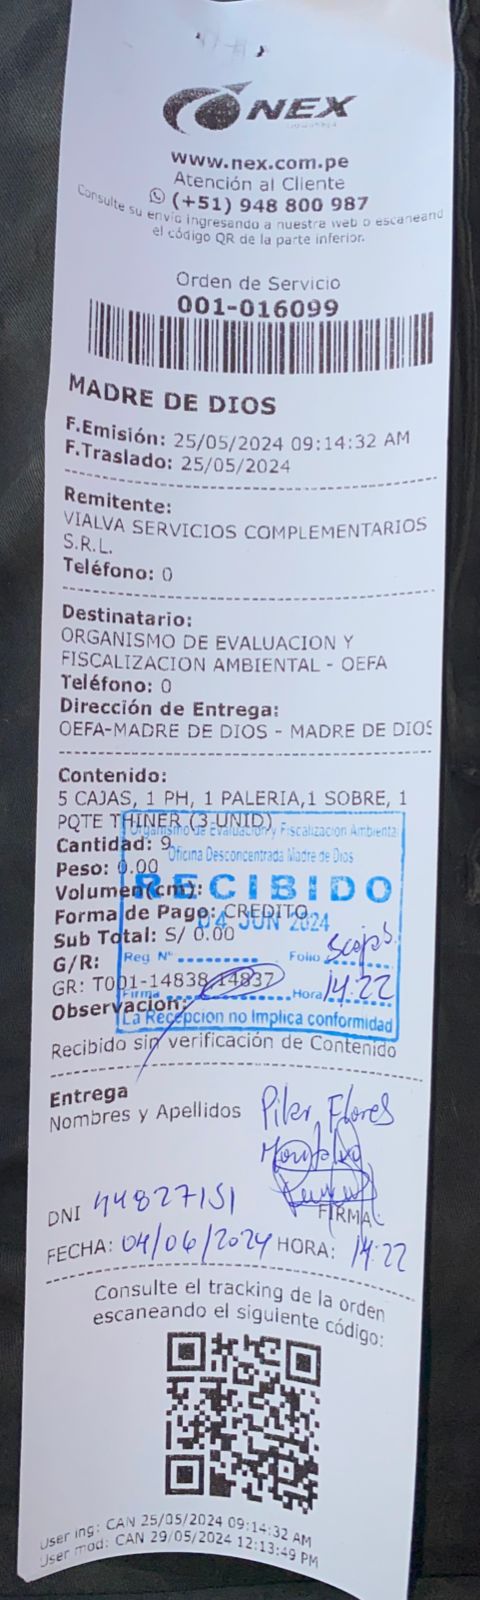 NEX
www.nex.com.pe
Atención al Cliente
(+51) 948 800 987
Consulte su envío ingresando a nuestra web o escaneand
el código QR de la parte inferior.
Orden de Servicio
001-016099
MADRE DE DIOS
F.Emisión: 25/05/2024 09:14:32 AM
F.Traslado: 25/05/2024
Remitente:
VIALVA SERVICIOS COMPLEMENTARIOS
S.R.L.
Teléfono: 0
Destinatario:
ORGANISMO DE EVALUACION Y
FISCALIZACION AMBIENTAL - OEFA
Teléfono: 0
Dirección de Entrega:
OEFA-MADRE DE DIOS - MADRE DE DIOS
Contenido:
5 CAJAS, 1 PH, 1 PALERIA,1 SOBRE, 1
PQTE THINER (3 UNID)
Organismo de Evaluación y Fiscalización Ambiental
Cantidad: 9
Oficina Desconcentrada Madre de Dios
Peso: 0.00
RECIBIDO
Volumen(cm):
Forma de Pago: CREDITO
04 JUN 2024
Sub Total: S/ 0.00
G/R:
Reg Nº Folio
GR: T001-14838,14837
Firma Hora 14:22
Observación:
La Recepcion no Implica conformidad
Recibido sin verificación de Contenido
Entrega
Nombres y Apellidos Flores
DNI 44827151
FIRMA
FECHA: 04/06/2024 HORA: 14:22
Consulte el tracking de la orden
escaneando el siguiente código:
User ing: CAN 25/05/2024 09:14:32 AM
User mod: CAN 29/05/2024 12:13:49 PM